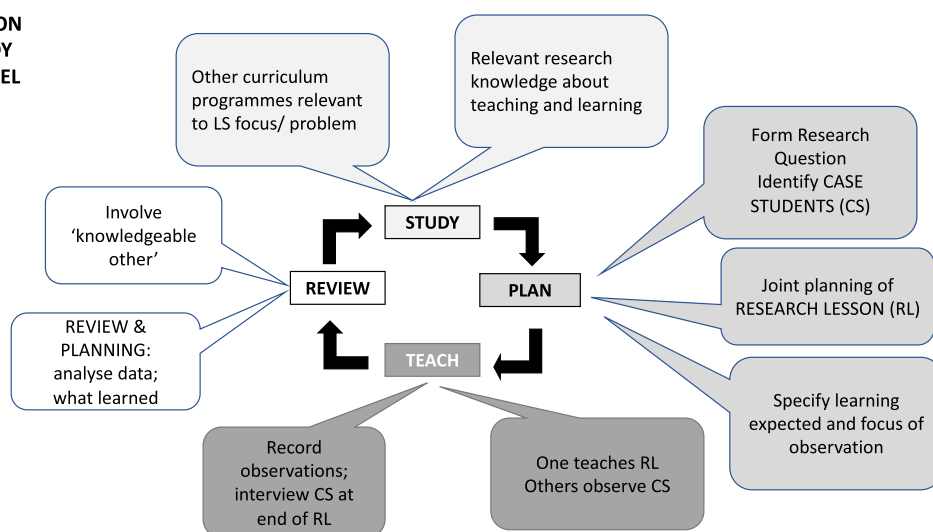 ON
DY
EL
Other curriculum
programmes relevant
to LS focus/ problem
Relevant research
knowledge about
teaching and learning
Form Research
Question
Identify CASE
STUDENTS (CS)
Involve
‘knowledgeable
other’
STUDY
REVIEW
PLAN
Joint planning of
RESEARCH LESSON (RL)
REVIEW &
PLANNING:
analyse data;
what learned
TEACH
Specify learning
expected and focus of
observation
Record
observations;
interview CS at
end of RL
One teaches RL
Others observe CS